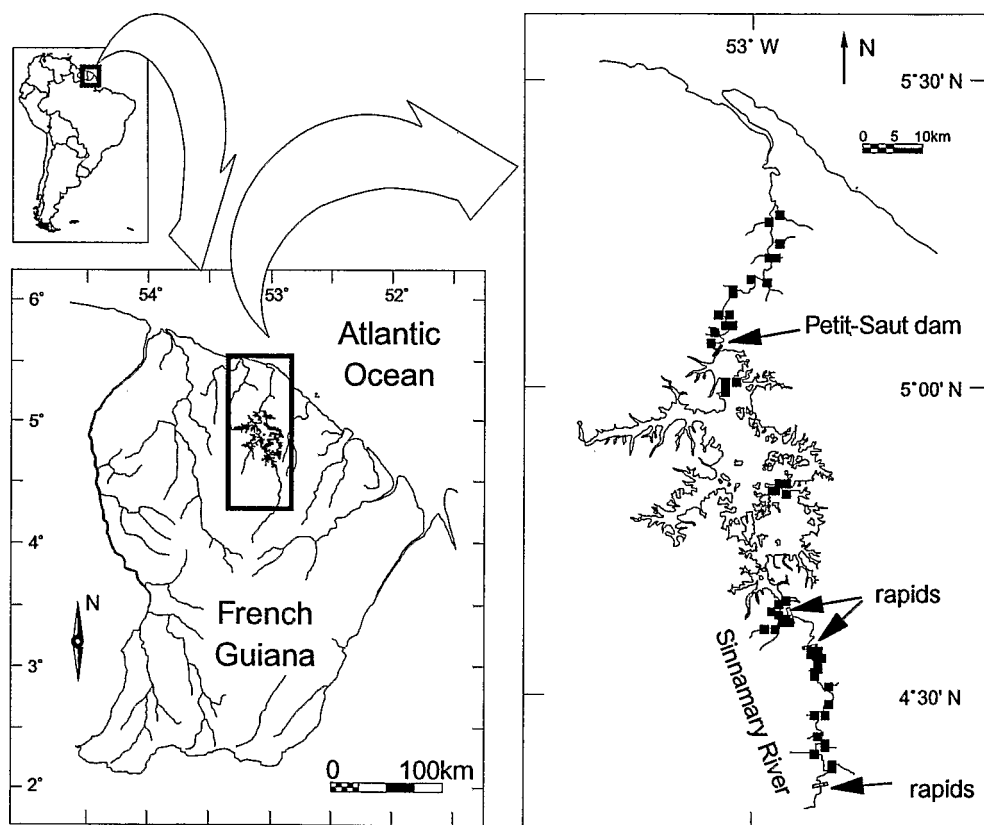 53° W
N
5°30' N
0 5 10km
Petit-Saut dam
5°00' N
rapids
4°30' N
Sinnamary River
rapids
54° 53° 52°
6°
Atlantic
Ocean
5°
4°
N
French
Guiana
3°
0 100km
2°